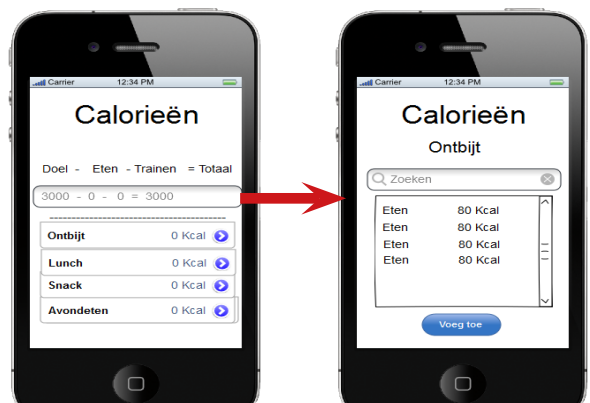 Carrier 12:34 PM
Calorieën
Doel - Eten - Trainen = Totaal
3000 - 0 - 0 = 3000
----------------------------------------
Ontbijt 0 Kcal
Lunch 0 Kcal
Snack 0 Kcal
Avondeten 0 Kcal
Carrier 12:34 PM
Calorieën
Ontbijt
Zoeken
Eten 80 Kcal
Eten 80 Kcal
Eten 80 Kcal
Eten 80 Kcal
Voeg toe